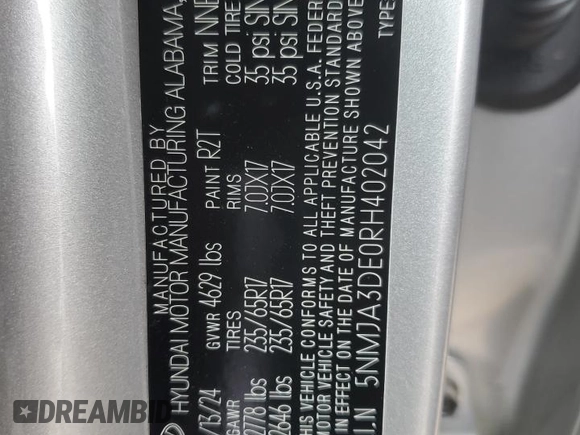 MANUFACTURED BY
HYUNDAI MOTOR MANUFACTURING ALABAMA,
/13/24 GVWR 4629 lbs PAINT R2T TRIM NNB
GAWR TIRES RIMS COLD TIRE
2778 lbs 235/65R17 7.0JX17 35 psi SIN
2646 lbs 235/65R17 7.0JX17 35 psi SIN
THIS VEHICLE CONFORMS TO ALL APPLICABLE U.S.A. FEDER
MOTOR VEHICLE SAFETY AND THEFT PREVENTION STANDARD
ON THE DATE OF MANUFACTURE SHOWN ABOVE
V.I.N 5NMJA3DE0RH402042 TYPE
DREAMBID